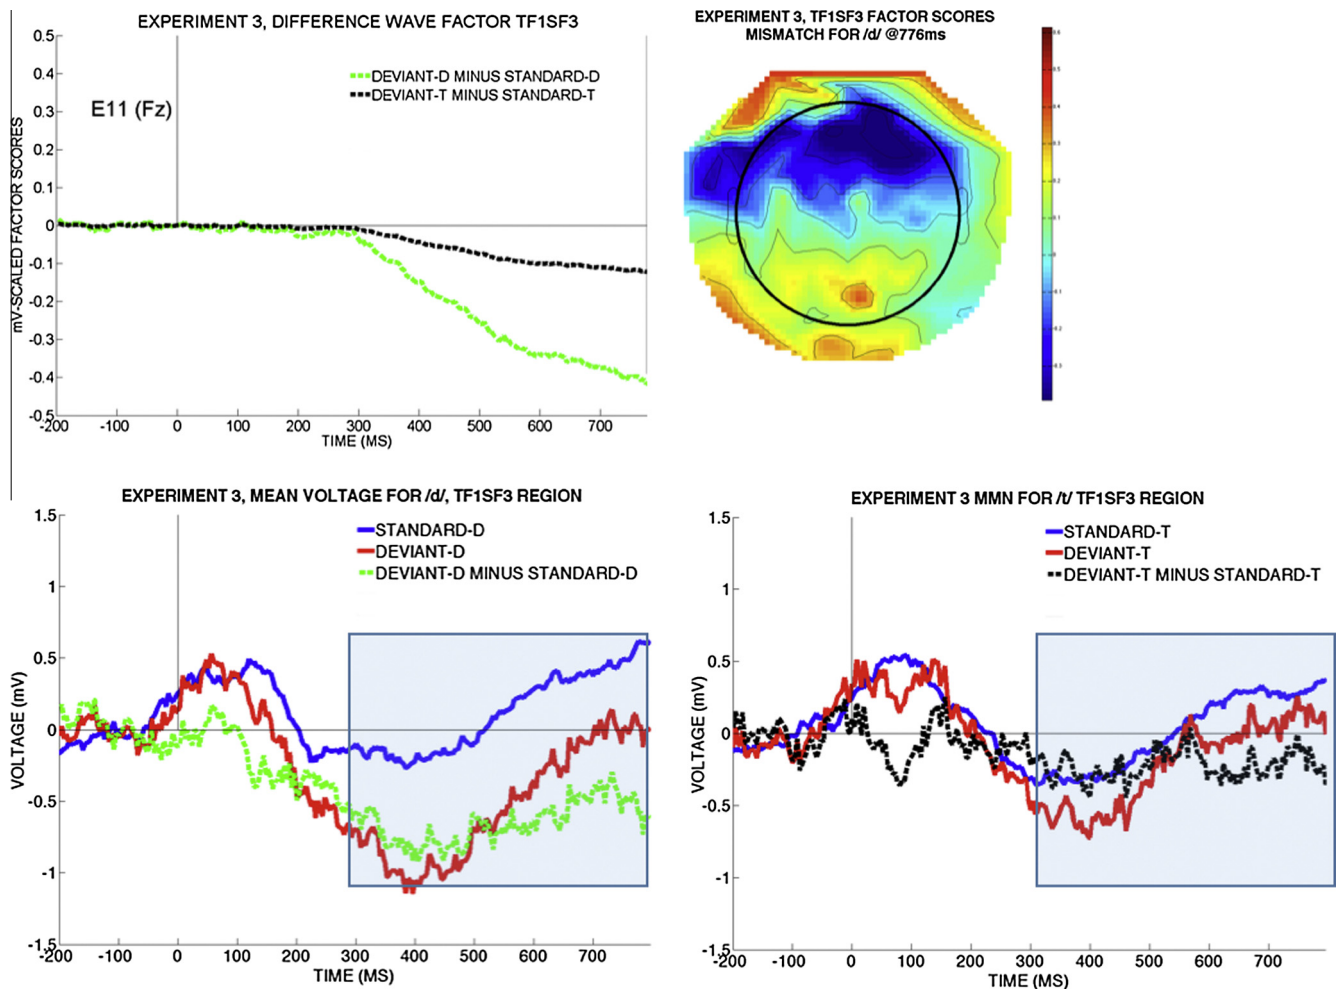 EXPERIMENT 3, DIFFERENCE WAVE FACTOR TF1SF3
0.5
0.4
0.3
0.2
0.1
0
-0.1
-0.2
-0.3
-0.4
-0.5
mV-SCALED FACTOR SCORES
E11 (Fz)
DEVIANT-D MINUS STANDARD-D
DEVIANT-T MINUS STANDARD-T
-200 -100 0 100 200 300 400 500 600 700
TIME (MS)
EXPERIMENT 3, TF1SF3 FACTOR SCORES
MISMATCH FOR /d/ @776ms
EXPERIMENT 3, MEAN VOLTAGE FOR /d/, TF1SF3 REGION
1.5
1
0.5
0
-0.5
-1
-1.5
VOLTAGE (mV)
STANDARD-D
DEVIANT-D
DEVIANT-D MINUS STANDARD-D
-200 -100 0 100 200 300 400 500 600 700
TIME (MS)
EXPERIMENT 3 MMN FOR /t/ TF1SF3 REGION
1.5
1
0.5
0
-0.5
-1
-1.5
VOLTAGE (mV)
STANDARD-T
DEVIANT-T
DEVIANT-T MINUS STANDARD-T
-200 -100 0 100 200 300 400 500 600 700
TIME (MS)